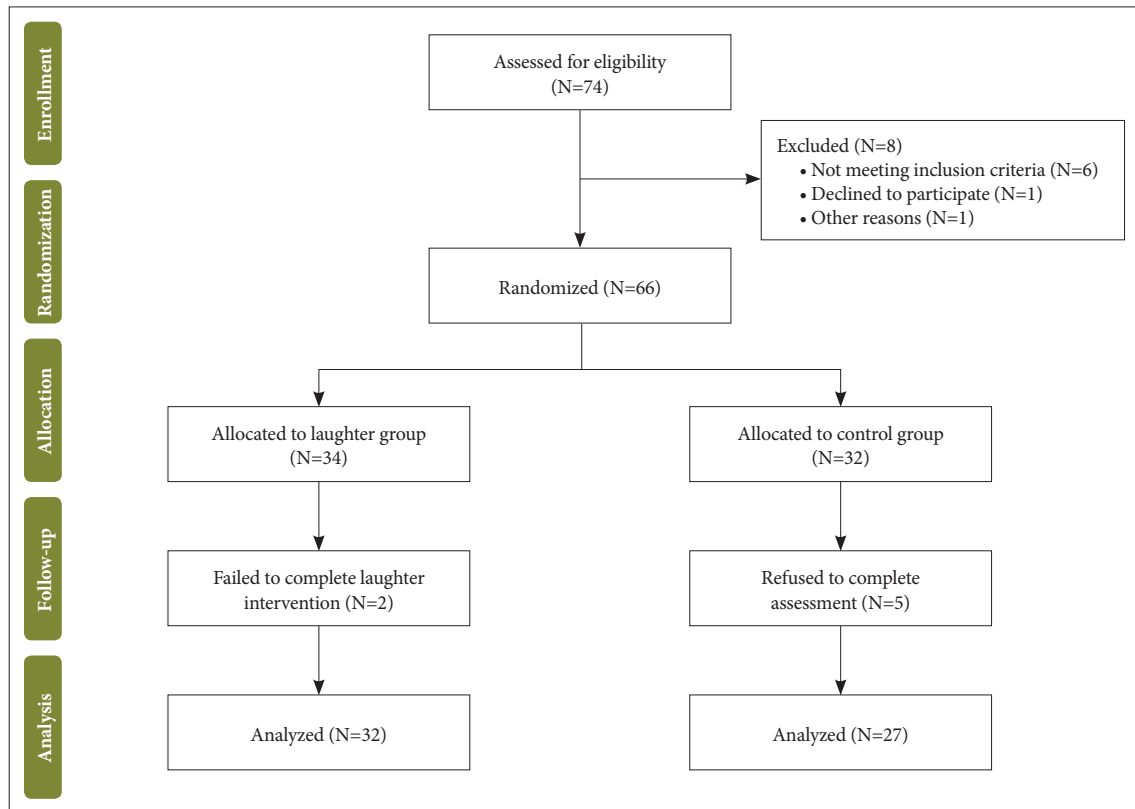 Enrollment
Assessed for eligibility
(N=74)
Excluded (N=8)
• Not meeting inclusion criteria (N=6)
• Declined to participate (N=1)
• Other reasons (N=1)
Randomization
Randomized (N=66)
Allocation
Allocated to laughter group
(N=34)
Allocated to control group
(N=32)
Follow-up
Failed to complete laughter
intervention (N=2)
Refused to complete
assessment (N=5)
Analysis
Analyzed (N=32)
Analyzed (N=27)